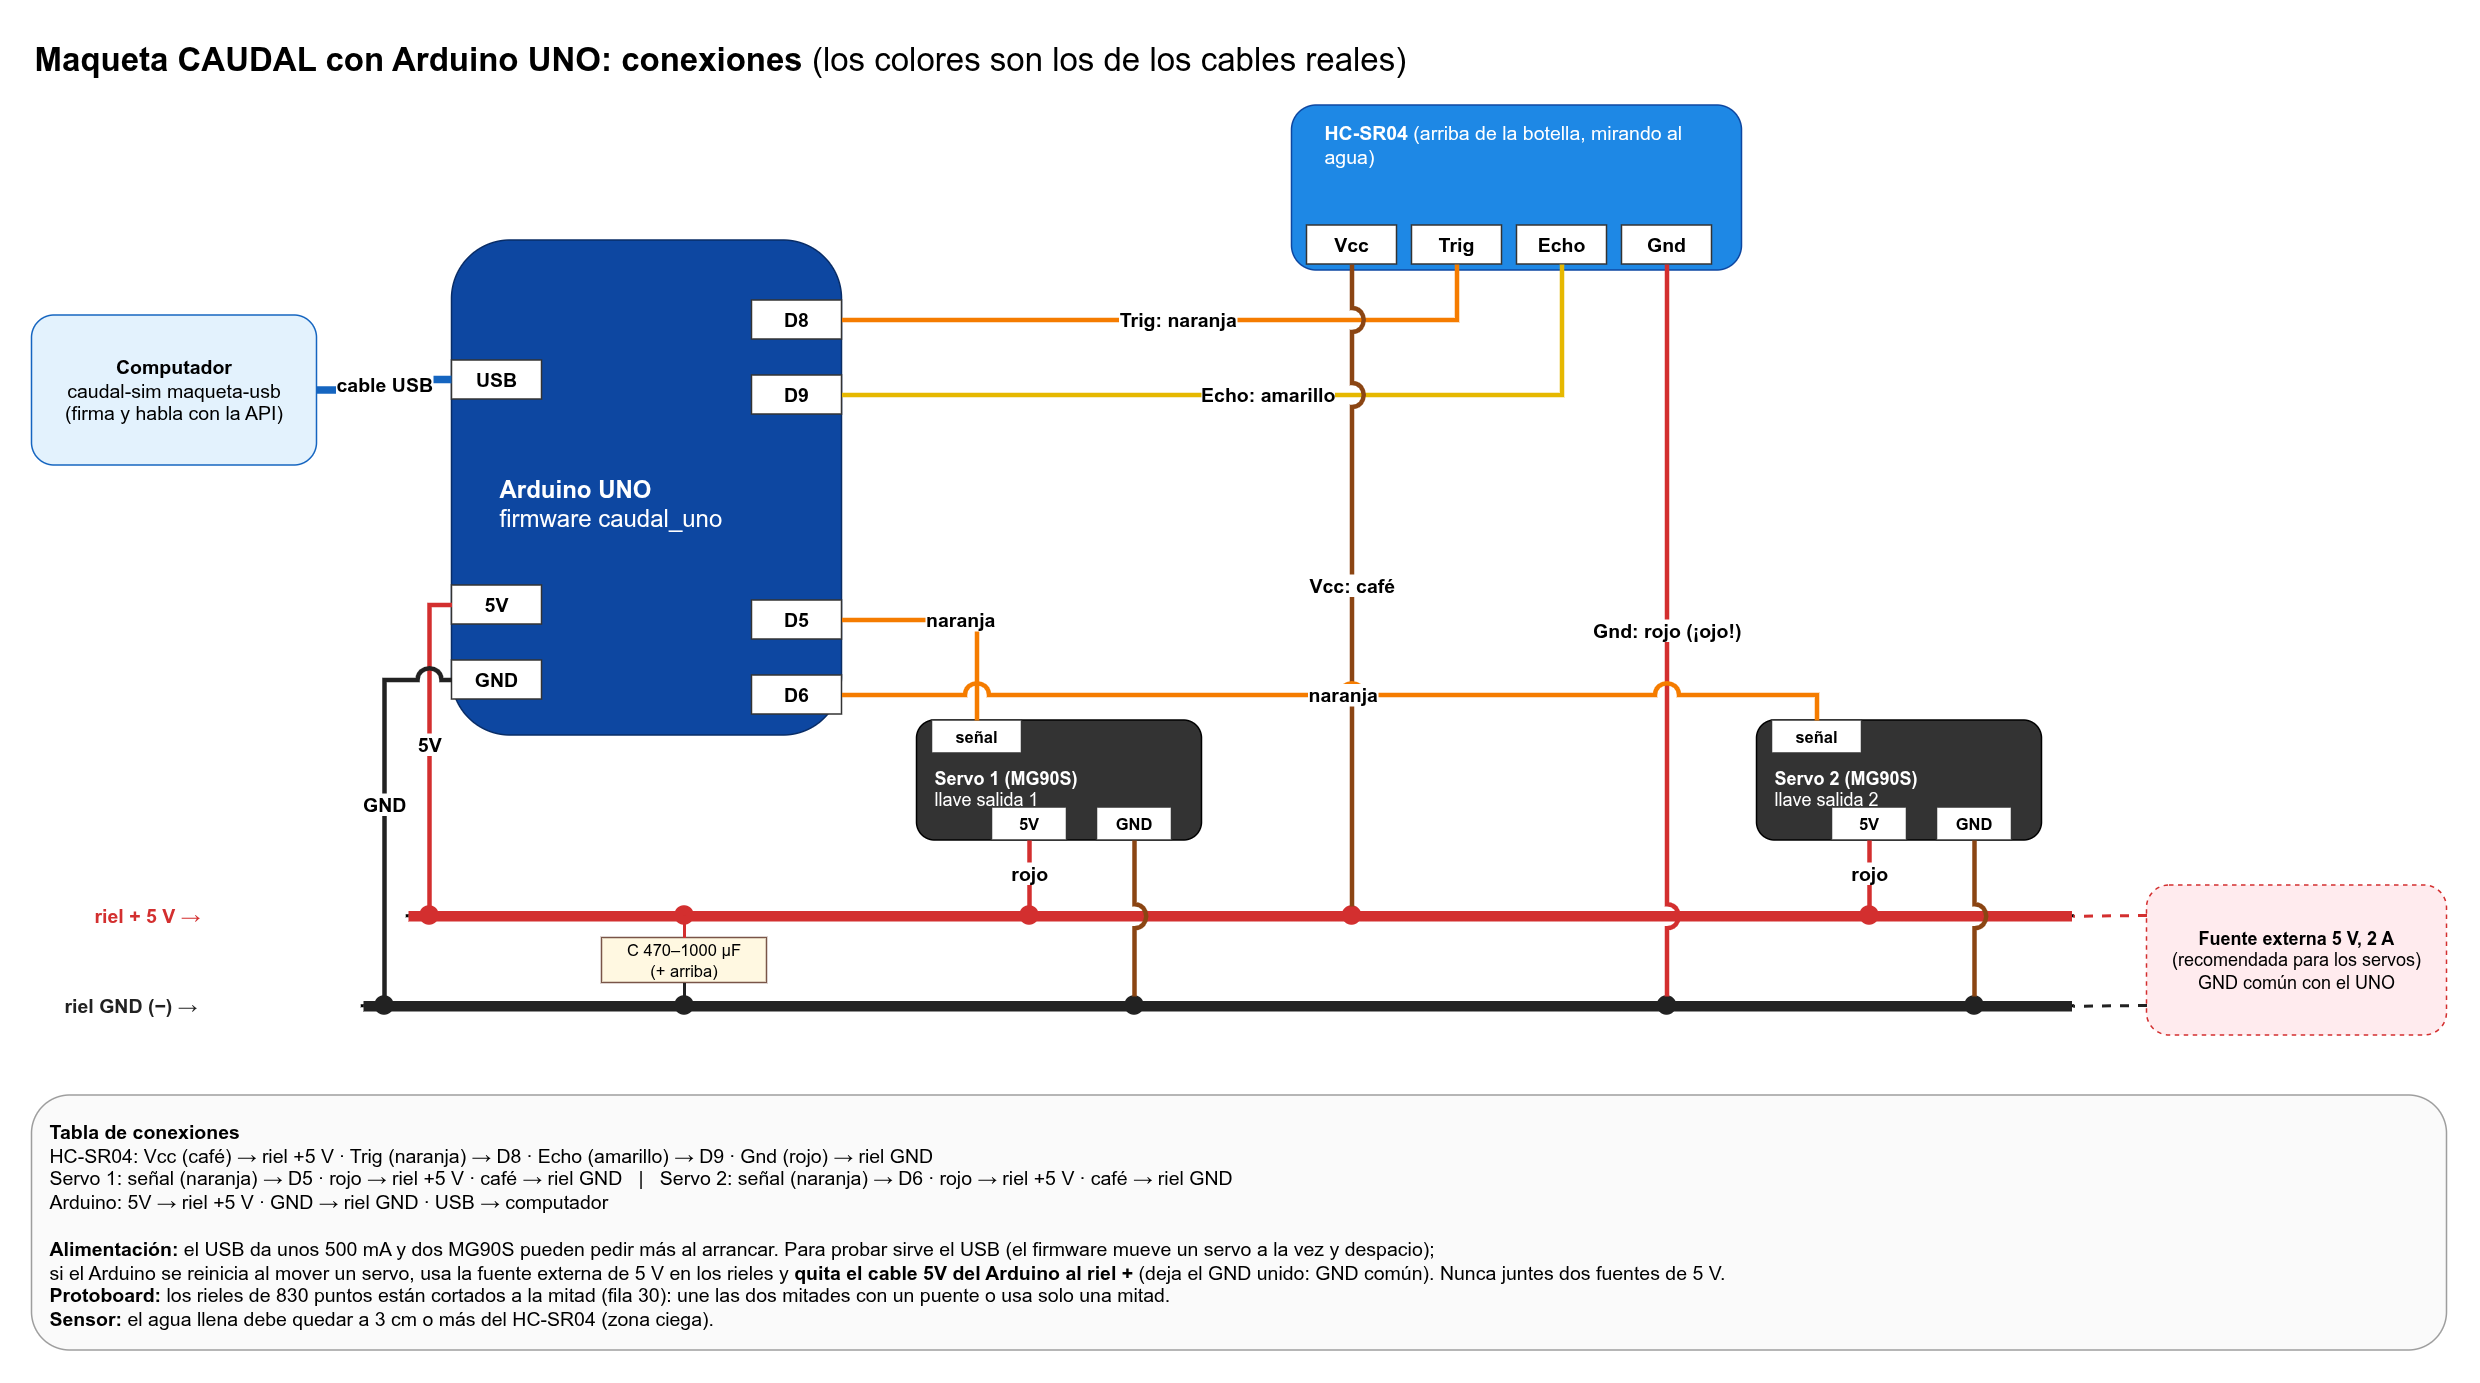 Maqueta CAUDAL con Arduino UNO: conexiones (los colores son los de los cables reales)
HC-SR04 (arriba de la botella, mirando al
agua)
Vcc
Trig
Echo
Gnd
D8
Trig: naranja
Computador
caudal-sim maqueta-usb
(firma y habla con la API)
cable USB
USB
D9
Echo: amarillo
Arduino UNO
firmware caudal_uno
Vcc: café
5V
D5
naranja
Gnd: rojo (¡ojo!)
GND
D6
naranja
5V
señal
Servo 1 (MG90S)
llave salida 1
5V
GND
señal
Servo 2 (MG90S)
llave salida 2
5V
GND
GND
rojo
rojo
riel + 5 V →
C 470–1000 µF
(+ arriba)
Fuente externa 5 V, 2 A
(recomendada para los servos)
GND común con el UNO
riel GND (−) →
Tabla de conexiones
HC-SR04: Vcc (café) → riel +5 V · Trig (naranja) → D8 · Echo (amarillo) → D9 · Gnd (rojo) → riel GND
Servo 1: señal (naranja) → D5 · rojo → riel +5 V · café → riel GND | Servo 2: señal (naranja) → D6 · rojo → riel +5 V · café → riel GND
Arduino: 5V → riel +5 V · GND → riel GND · USB → computador
Alimentación: el USB da unos 500 mA y dos MG90S pueden pedir más al arrancar. Para probar sirve el USB (el firmware mueve un servo a la vez y despacio);
si el Arduino se reinicia al mover un servo, usa la fuente externa de 5 V en los rieles y quita el cable 5V del Arduino al riel + (deja el GND unido: GND común). Nunca juntes dos fuentes de 5 V.
Protoboard: los rieles de 830 puntos están cortados a la mitad (fila 30): une las dos mitades con un puente o usa solo una mitad.
Sensor: el agua llena debe quedar a 3 cm o más del HC-SR04 (zona ciega).